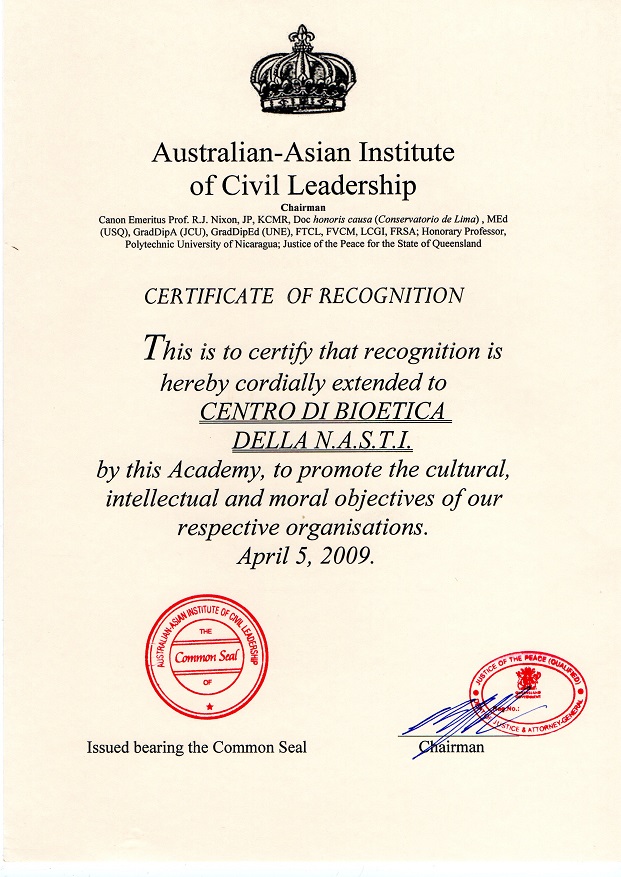 Australian-Asian Institute
of Civil Leadership
Chairman
Canon Emeritus Prof. R.J. Nixon, JP, KCMR, Doc honoris causa (Conservatorio de Lima) , MEd
(USQ), GradDipA (JCU), GradDipEd (UNE), FTCL, FVCM, LCGI, FRSA; Honorary Professor,
Polytechnic University of Nicaragua; Justice of the Peace for the State of Queensland
CERTIFICATE OF RECOGNITION
This is to certify that recognition is
hereby cordially extended to
CENTRO DI BIOETICA
DELLA N.A.S.T.I.
by this Academy, to promote the cultural,
intellectual and moral objectives of our
respective organisations.
April 5, 2009.
AUSTRALIAN-ASIAN INSTITUTE OF CIVIL LEADERSHIP
THE
Common Seal
OF
JUSTICE OF THE PEACE (QUALIFIED)
QUEENSLAND
GOVERNMENT
Reg. No.:
JUSTICE & ATTORNEY-GENERAL
Issued bearing the Common Seal
Chairman